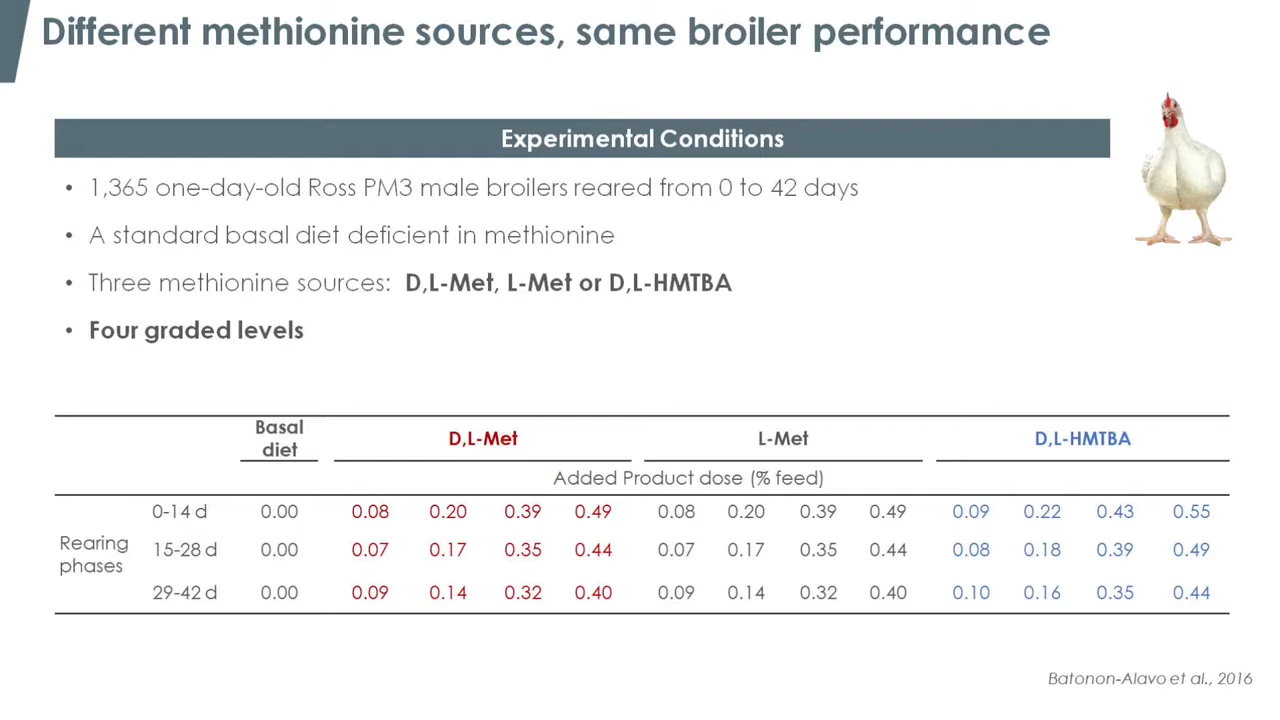 Different methionine sources, same broiler performance
Experimental Conditions
• 1,365 one-day-old Ross PM3 male broilers reared from 0 to 42 days
• A standard basal diet deficient in methionine
• Three methionine sources: D,L-Met, L-Met or D,L-HMTBA
• Four graded levels
Basal diet D,L-Met L-Met D,L-HMTBA
Added Product dose (% feed)
Rearing phases
0-14 d 0.00 0.08 0.20 0.39 0.49 0.08 0.20 0.39 0.49 0.09 0.22 0.43 0.55
15-28 d 0.00 0.07 0.17 0.35 0.44 0.07 0.17 0.35 0.44 0.08 0.18 0.39 0.49
29-42 d 0.00 0.09 0.14 0.32 0.40 0.09 0.14 0.32 0.40 0.10 0.16 0.35 0.44
Batonon-Alavo et al., 2016